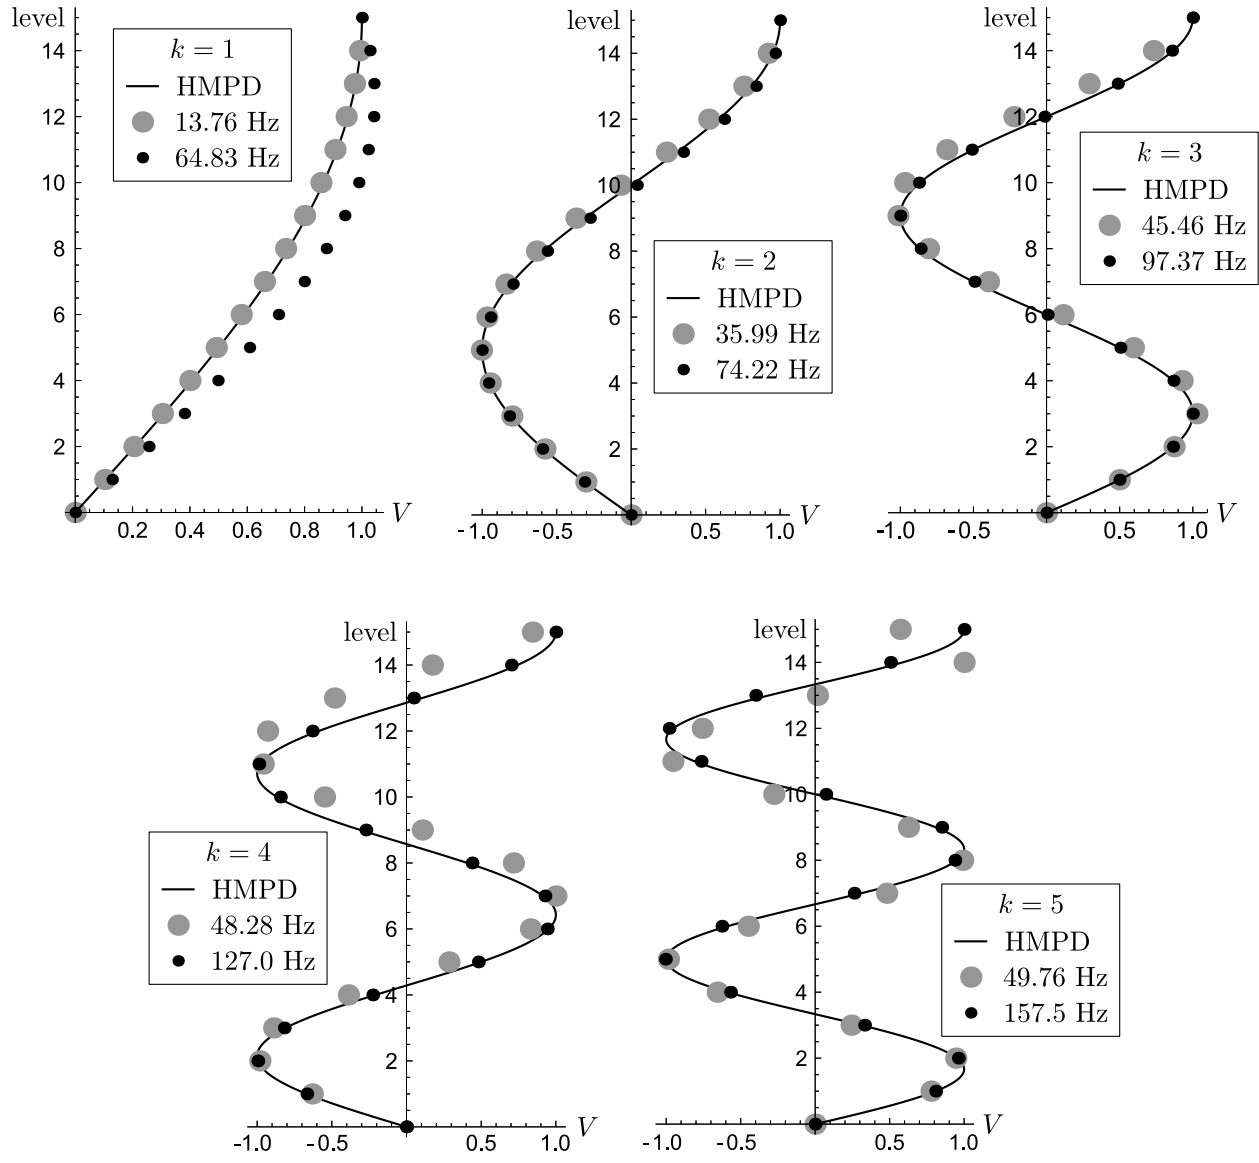 level
14
12
10
8
6
4
2
0.2 0.4 0.6 0.8 1.0 V
k = 1
HMPD
13.76 Hz
64.83 Hz
level
14
12
10
8
6
4
2
-1.0 -0.5 0.5 1.0 V
k = 2
HMPD
35.99 Hz
74.22 Hz
level
14
12
10
8
6
4
2
-1.0 -0.5 0.5 1.0 V
k = 3
HMPD
45.46 Hz
97.37 Hz
level
14
12
10
8
6
4
2
-1.0 -0.5 0.5 1.0 V
k = 4
HMPD
48.28 Hz
127.0 Hz
level
14
12
10
8
6
4
2
-1.0 -0.5 0.5 1.0 V
k = 5
HMPD
49.76 Hz
157.5 Hz